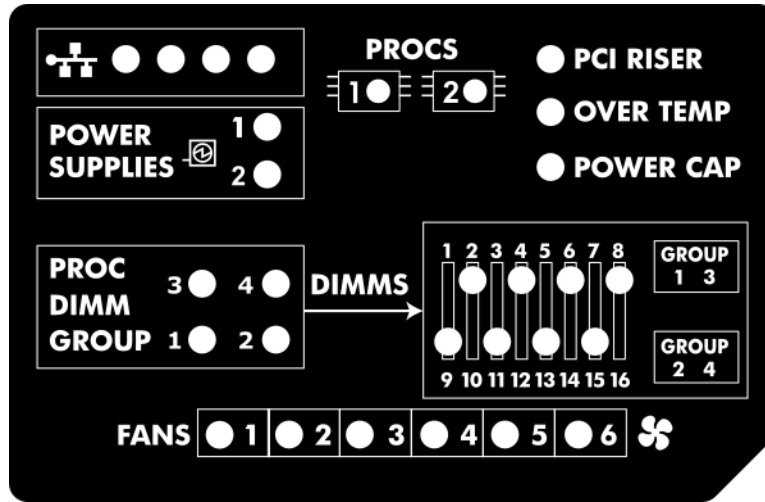 PROCS
1 2
PCI RISER
OVER TEMP
POWER CAP
POWER
SUPPLIES
1
2
PROC
DIMM
GROUP
3 4
1 2
DIMMS
1 2 3 4 5 6 7 8
9 10 11 12 13 14 15 16
GROUP
1 3
GROUP
2 4
FANS 1 2 3 4 5 6